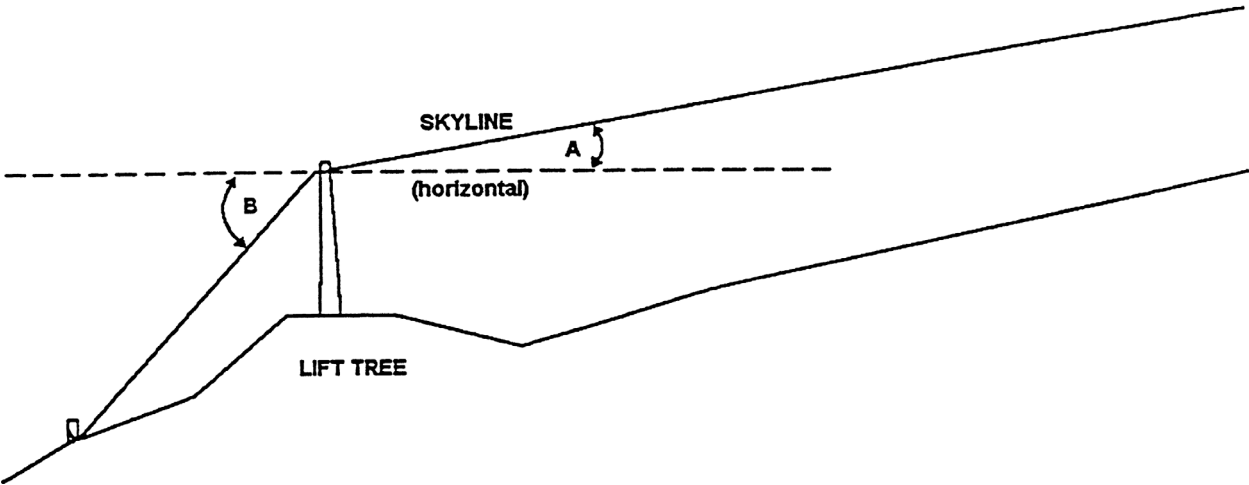 SKYLINE
A
(horizontal)
B
LIFT TREE